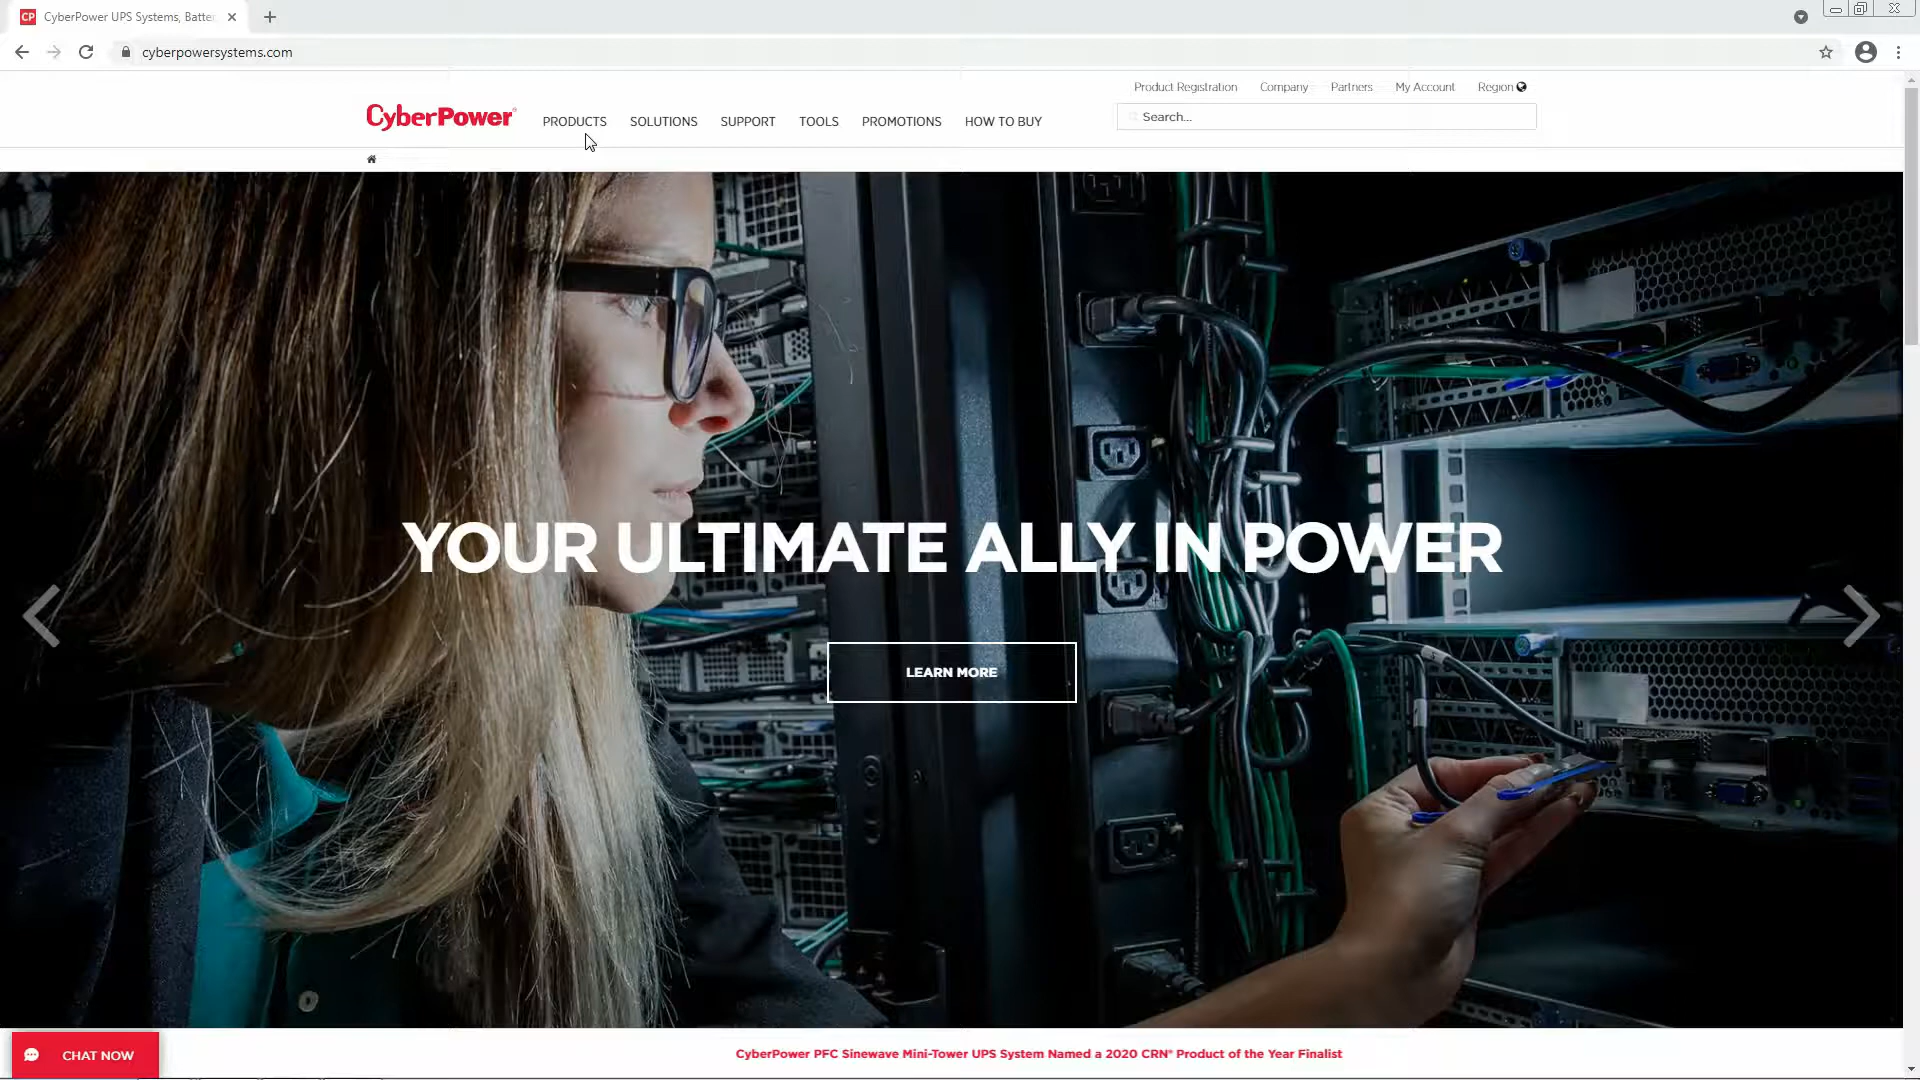 CP CyberPower UPS Systems, Batte
cyberpowersystems.com
Product Registration Company Partners My Account Region
CyberPower PRODUCTS SOLUTIONS SUPPORT TOOLS PROMOTIONS HOW TO BUY
Search...
YOUR ULTIMATE ALLY IN POWER
LEARN MORE
CHAT NOW
CyberPower PFC Sinewave Mini-Tower UPS System Named a 2020 CRN® Product of the Year Finalist